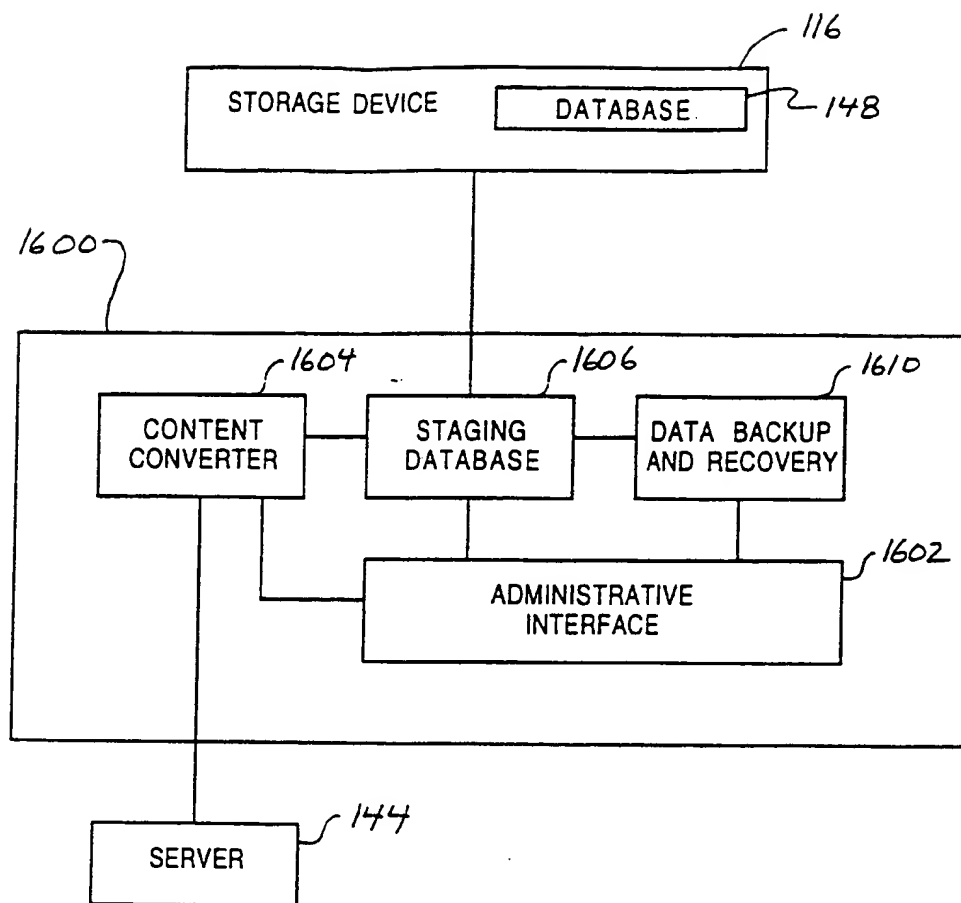 116
STORAGE DEVICE
DATABASE
148
1600
1604
1606
1610
CONTENT
CONVERTER
STAGING
DATABASE
DATA BACKUP
AND RECOVERY
1602
ADMINISTRATIVE
INTERFACE
144
SERVER